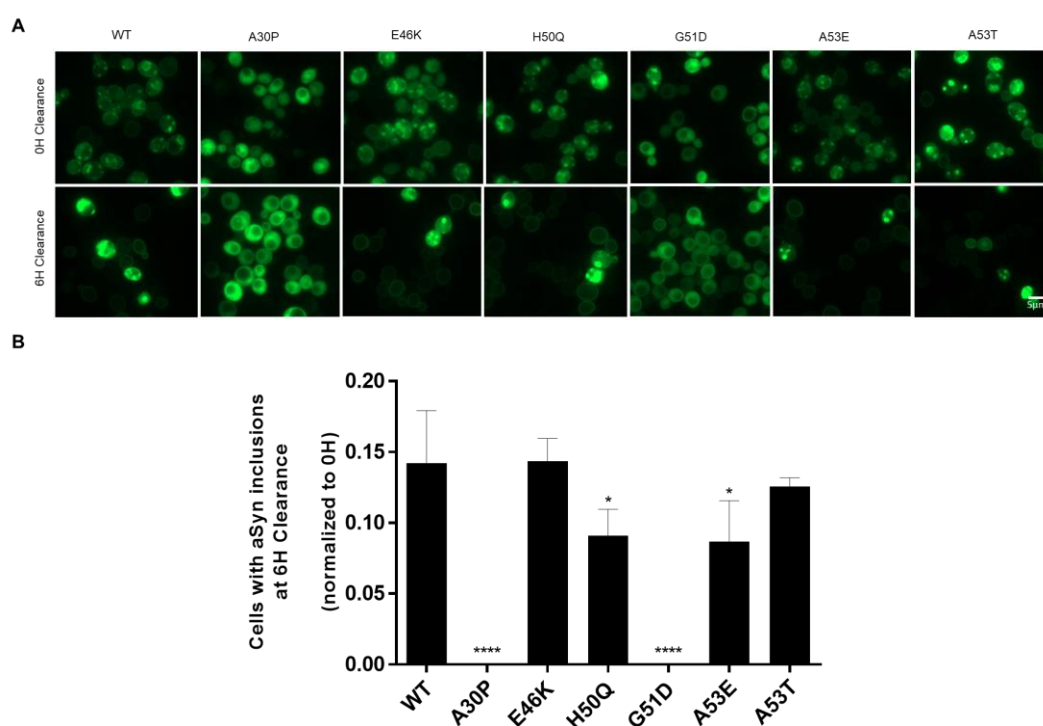 A
WT A30P E46K H50Q G51D A53E A53T
0H Clearance
6H Clearance
5µm
B
Cells with aSyn inclusions
at 6H Clearance
(normalized to 0H)
0.20
0.15
0.10
0.05
0.00
* *
**** ****
WT A30P E46K H50Q G51D A53E A53T